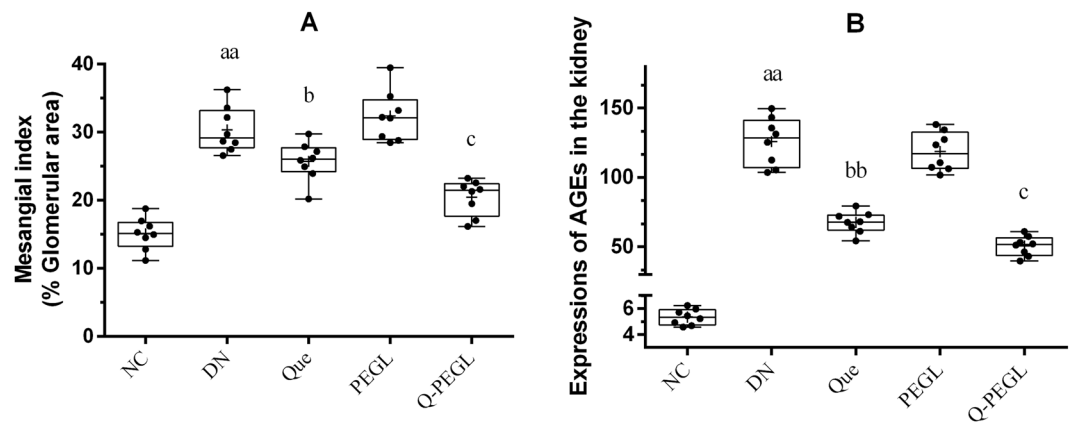 A
Mesangial index
(% Glomerular area)
40
30
20
10
0
aa
b
c
NC
DN
Que
PEGL
Q-PEGL
B
Expressions of AGEs in the kidney
150
100
50
6
4
aa
bb
c
NC
DN
Que
PEGL
Q-PEGL